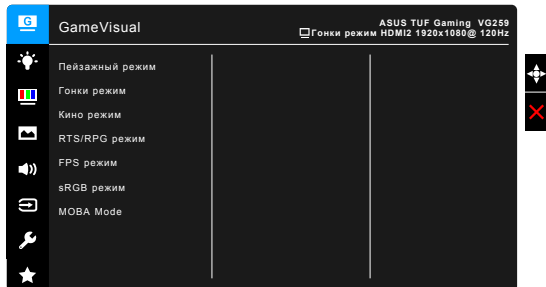 G
GameVisual
ASUS TUF Gaming VG259
Гонки режим HDMI2 1920x1080@ 120Hz
Пейзажный режим
Гонки режим
Кино режим
RTS/RPG режим
FPS режим
sRGB режим
MOBA Mode